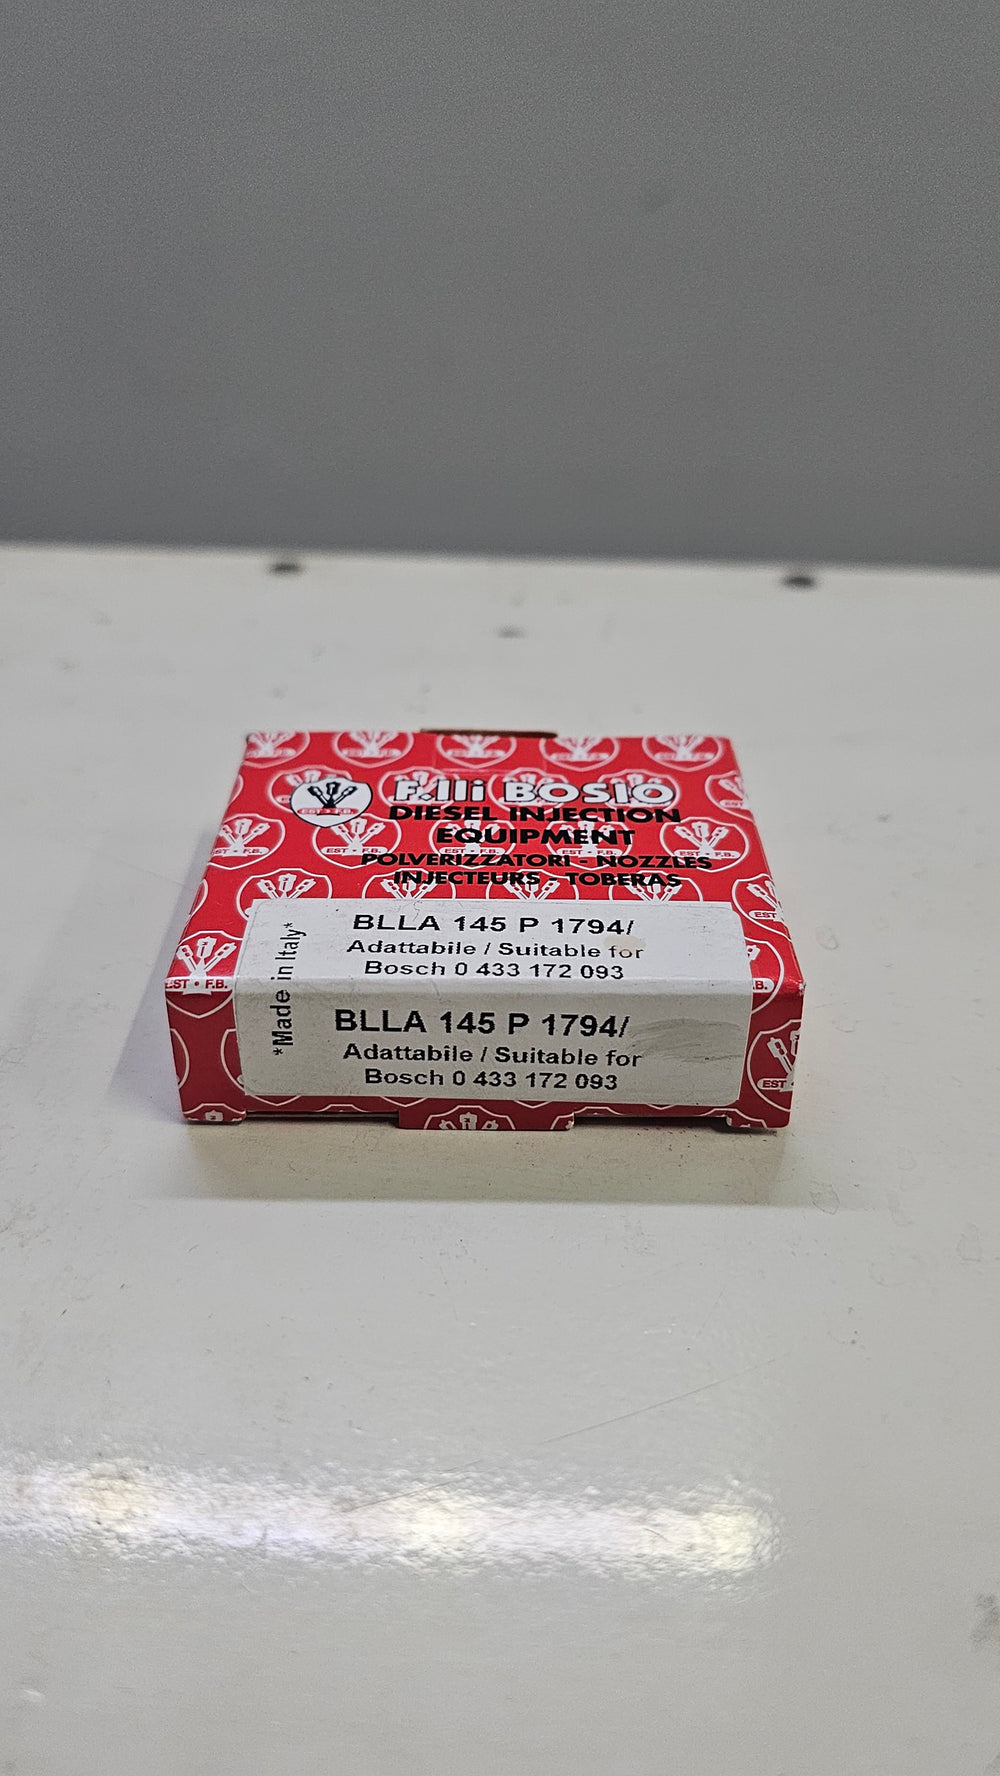 F.lli BOSIO
DIESEL INJECTION
EQUIPMENT
POLVERIZZATORI - NOZZLES
INJECTEURS - TOBERAS
EST • F.B.
*Made in Italy*
BLLA 145 P 1794/
Adattabile / Suitable for
Bosch 0 433 172 093
BLLA 145 P 1794/
Adattabile / Suitable for
Bosch 0 433 172 093